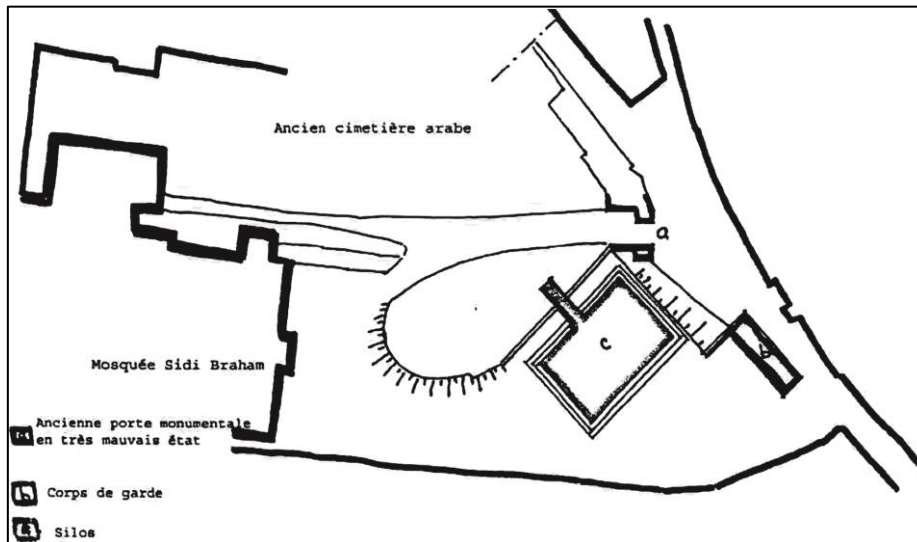 Ancien cimetière arabe
a
c
b
Mosquée Sidi Braham
a Ancienne porte monumentale
en très mauvais état
b Corps de garde
Silos